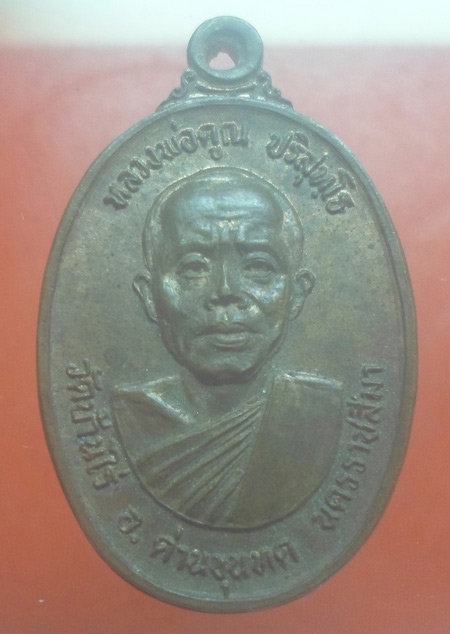 หลวงพ่อคูณ ปริสุทฺโธ
วัดบ้านไร่ อ. ด่านขุนทด นครราชสีมา